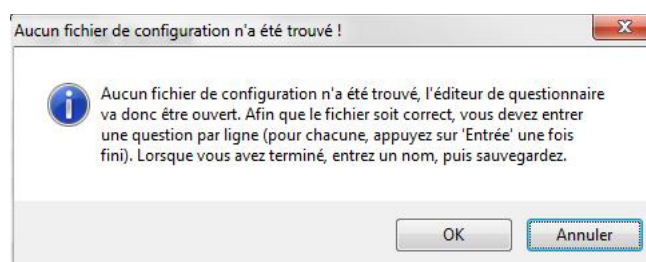 Aucun fichier de configuration n'a été trouvé !
Aucun fichier de configuration n'a été trouvé, l'éditeur de questionnaire
va donc être ouvert. Afin que le fichier soit correct, vous devez entrer
une question par ligne (pour chacune, appuyez sur 'Entrée' une fois
fini). Lorsque vous avez terminé, entrez un nom, puis sauvegardez.
OK
Annuler